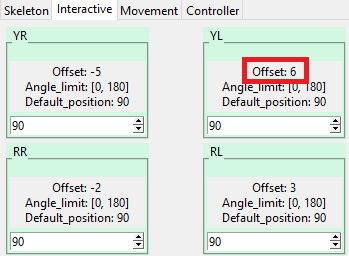 Skeleton Interactive Movement Controller
YR YL
Offset: -5 Offset: 6
Angle_limit: [0, 180] Angle_limit: [0, 180]
Default_position: 90 Default_position: 90
90 90
RR RL
Offset: -2 Offset: 3
Angle_limit: [0, 180] Angle_limit: [0, 180]
Default_position: 90 Default_position: 90
90 90